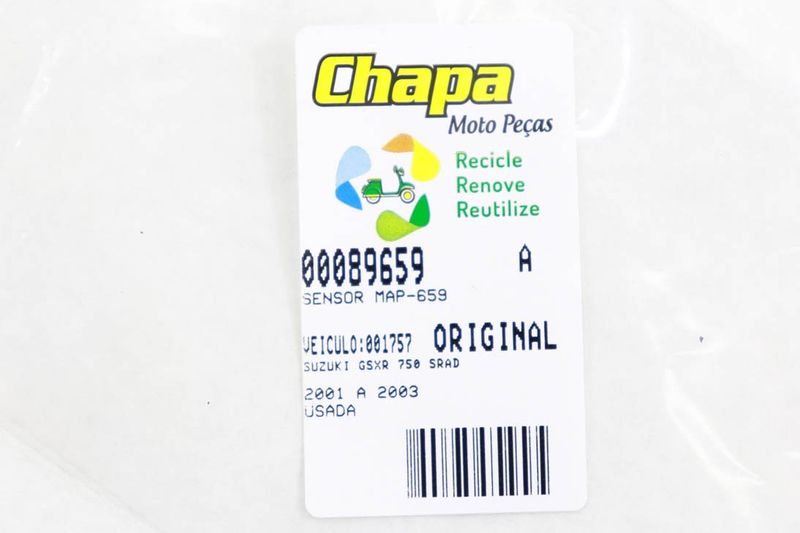 Chapa
Moto Peças
Recicle
Renove
Reutilize
00089659 A
SENSOR MAP-659
VEICULO:001757 ORIGINAL
SUZUKI GSXR 750 SRAD
2001 A 2003
USADA